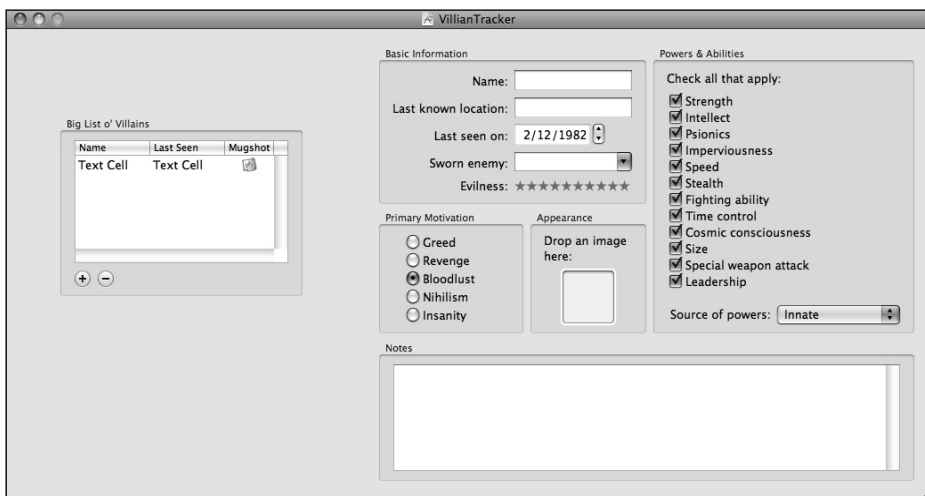 VillianTracker
Big List o' Villains
Name Last Seen Mugshot
Text Cell Text Cell
Basic Information
Name:
Last known location:
Last seen on: 2/12/1982
Sworn enemy:
Evilness: ★★★★★★★★★★
Primary Motivation
Greed
Revenge
Bloodlust
Nihilism
Insanity
Appearance
Drop an image
here:
Powers & Abilities
Check all that apply:
Strength
Intellect
Psionics
Imperviousness
Speed
Stealth
Fighting ability
Time control
Cosmic consciousness
Size
Special weapon attack
Leadership
Source of powers: Innate
Notes